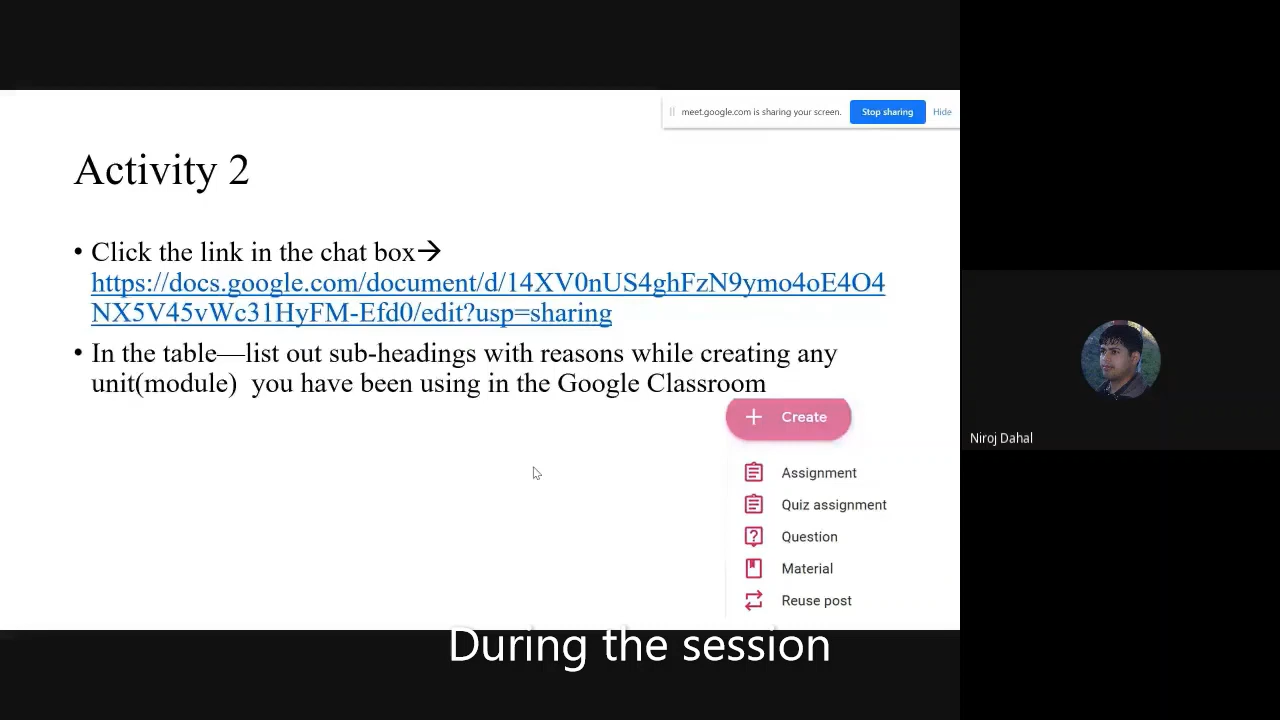 meet.google.com is sharing your screen. Stop sharing Hide
Activity 2
• Click the link in the chat box→
https://docs.google.com/document/d/14XV0nUS4ghFzN9ymo4oE4O4
NX5V45vWc31HyFM-Efd0/edit?usp=sharing
• In the table—list out sub-headings with reasons while creating any
unit(module) you have been using in the Google Classroom
+ Create
Assignment
Quiz assignment
Question
Material
Reuse post
Niroj Dahal
During the session